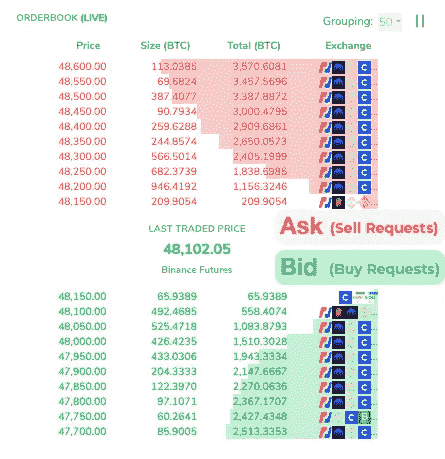 ORDERBOOK (LIVE)
Grouping: 50
Price Size (BTC) Total (BTC) Exchange
48,600.00 113.0385 3,570.6081
48,550.00 69.6824 3,457.5696
48,500.00 387.4077 3,387.8872
48,450.00 90.7934 3,000.4795
48,400.00 259.6288 2,909.6861
48,350.00 244.8574 2,650.0573
48,300.00 566.5014 2,405.1999
48,250.00 682.3739 1,838.6985
48,200.00 946.4192 1,156.3246
48,150.00 209.9054 209.9054
LAST TRADED PRICE
48,102.05
Binance Futures
Ask (Sell Requests)
Bid (Buy Requests)
48,150.00 65.9389 65.9389
48,100.00 492.4685 558.4074
48,050.00 525.4718 1,083.8793
48,000.00 426.4235 1,510.3028
47,950.00 433.0306 1,943.3334
47,900.00 204.3333 2,147.6667
47,850.00 122.3970 2,270.0636
47,800.00 97.1071 2,367.1707
47,750.00 60.2641 2,427.4348
47,700.00 85.9005 2,513.3353